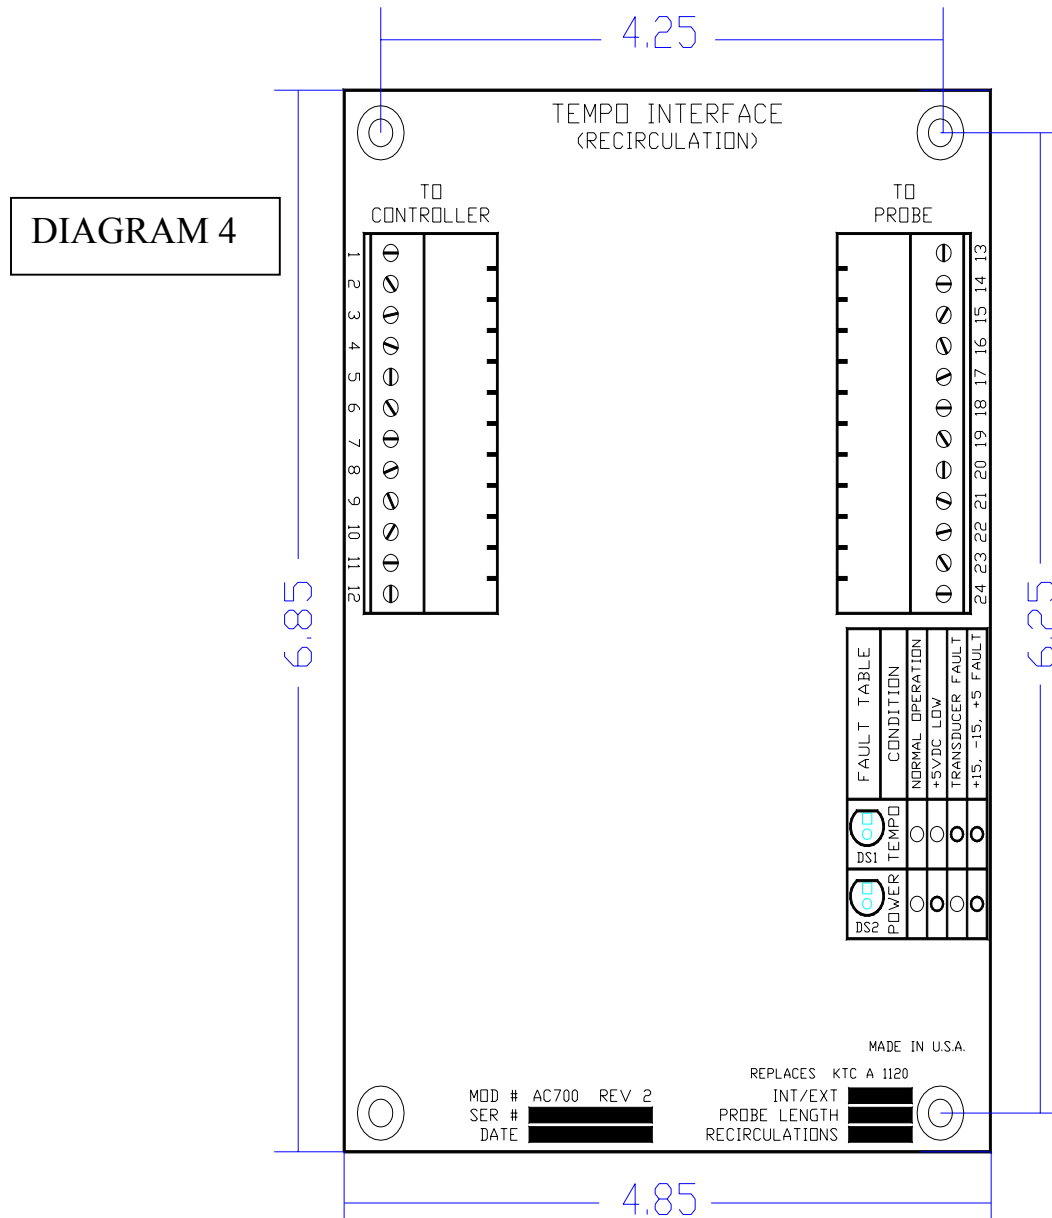 4.25
TEMPO INTERFACE
(RECIRCULATION)
DIAGRAM 4
TO
CONTROLLER
TO
PROBE
1
2
3
4
5
6
7
8
9
10
11
12
13
14
15
16
17
18
19
20
21
22
23
24
6.85
6.25
FAULT TABLE
CONDITION
NORMAL OPERATION
+5VDC LOW
TRANSDUCER FAULT
+15, -15, +5 FAULT
DS1
TEMPO
DS2
POWER
MADE IN U.S.A.
REPLACES KTC A 1120
MOD # AC700 REV 2
SER #
DATE
INT/EXT
PROBE LENGTH
RECIRCULATIONS
4.85